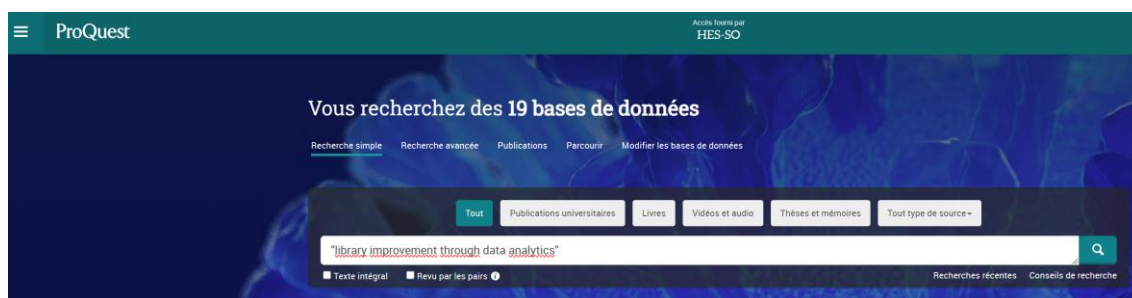 ProQuest
Accès fourni par
HES-SO
Vous recherchez des 19 bases de données
Recherche simple Recherche avancée Publications Parcourir Modifier les bases de données
Tout Publications universitaires Livres Vidéos et audio Thèses et mémoires Tout type de source
"library improvement through data analytics"
Texte intégral Revu par les pairs Recherches récentes Conseils de recherche